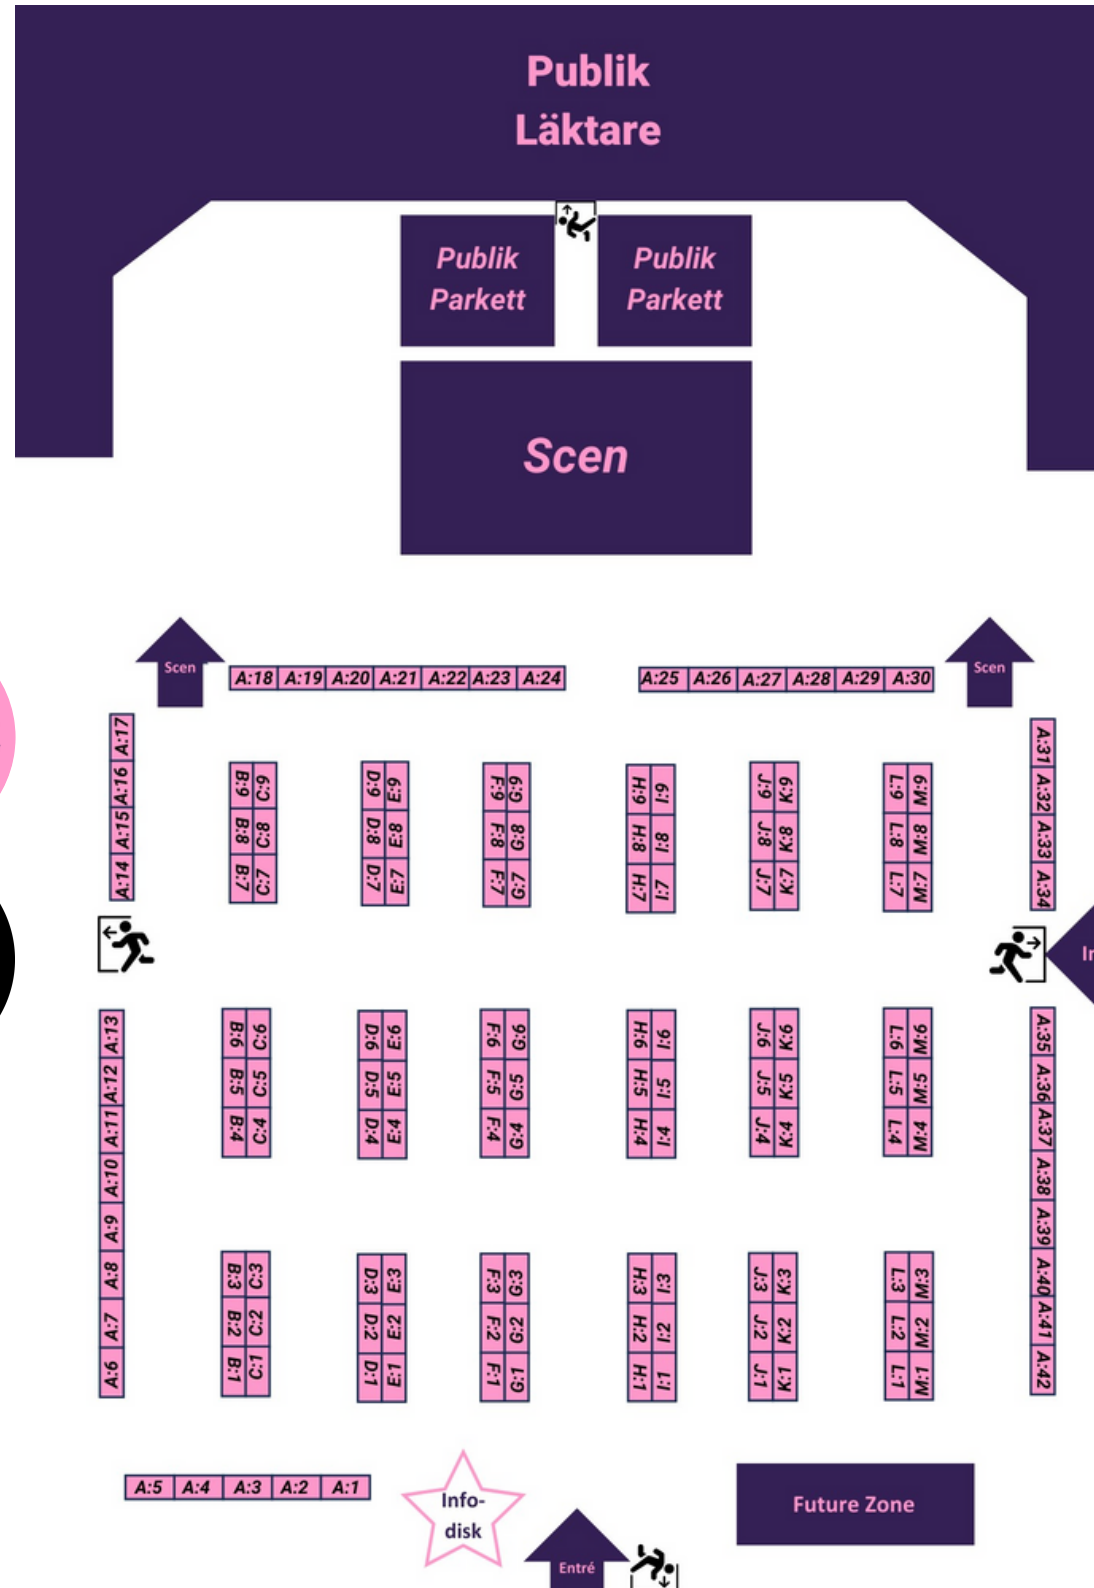 Publik
Läktare
Publik
Parkett
Publik
Parkett
Scen
Scen
Scen
A:18 A:19 A:20 A:21 A:22 A:23 A:24
A:25 A:26 A:27 A:28 A:29 A:30
A:17
A:16
A:15
A:14
B:9 C:9
B:8 C:8
B:7 C:7
D:9 E:9
D:8 E:8
D:7 E:7
F:9 G:9
F:8 G:8
F:7 G:7
H:9 I:9
H:8 I:8
H:7 I:7
J:9 K:9
J:8 K:8
J:7 K:7
L:9 M:9
L:8 M:8
L:7 M:7
A:31
A:32
A:33
A:34
A:13
A:12
A:11
A:10
A:9
A:8
A:7
A:6
B:6 C:6
B:5 C:5
B:4 C:4
D:6 E:6
D:5 E:5
D:4 E:4
F:6 G:6
F:5 G:5
F:4 G:4
H:6 I:6
H:5 I:5
H:4 I:4
J:6 K:6
J:5 K:5
J:4 K:4
L:6 M:6
L:5 M:5
L:4 M:4
A:35
A:36
A:37
A:38
A:39
A:40
A:41
A:42
B:3 C:3
B:2 C:2
B:1 C:1
D:3 E:3
D:2 E:2
D:1 E:1
F:3 G:3
F:2 G:2
F:1 G:1
H:3 I:3
H:2 I:2
H:1 I:1
J:3 K:3
J:2 K:2
J:1 K:1
L:3 M:3
L:2 M:2
L:1 M:1
A:5 A:4 A:3 A:2 A:1
Info-
disk
Entré
Future Zone